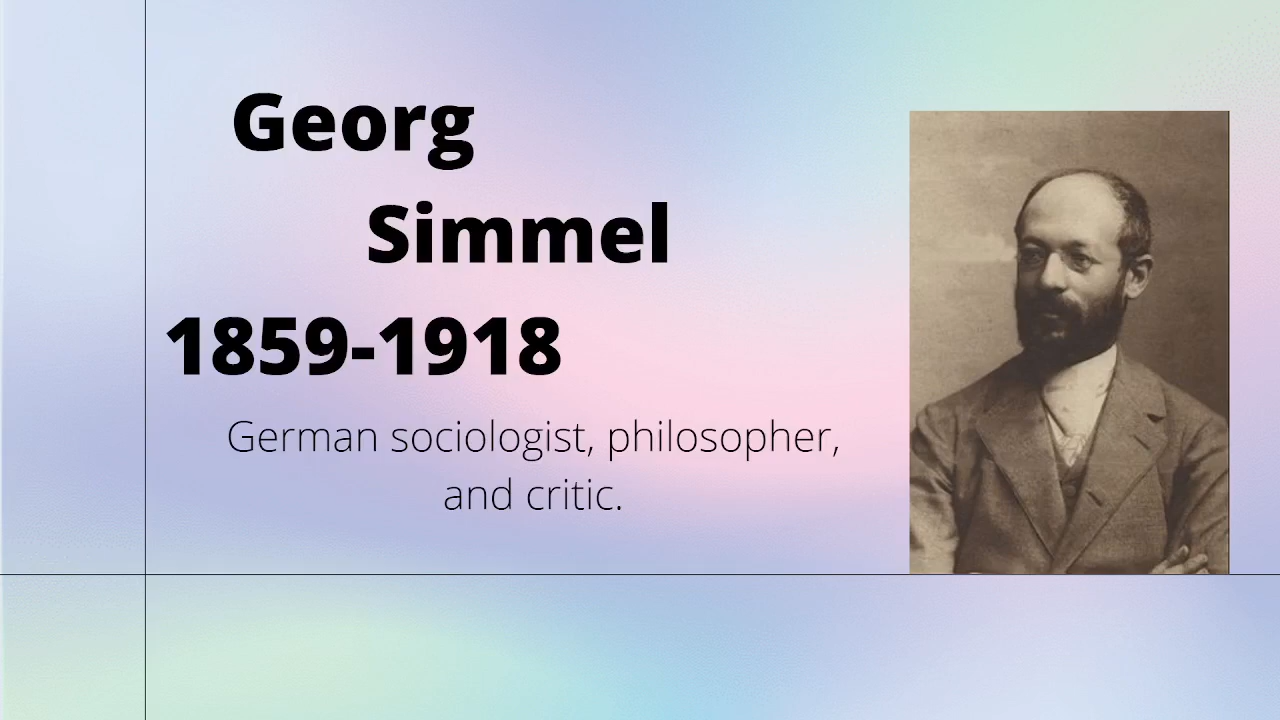 Georg
Simmel
1859-1918
German sociologist, philosopher,
and critic.